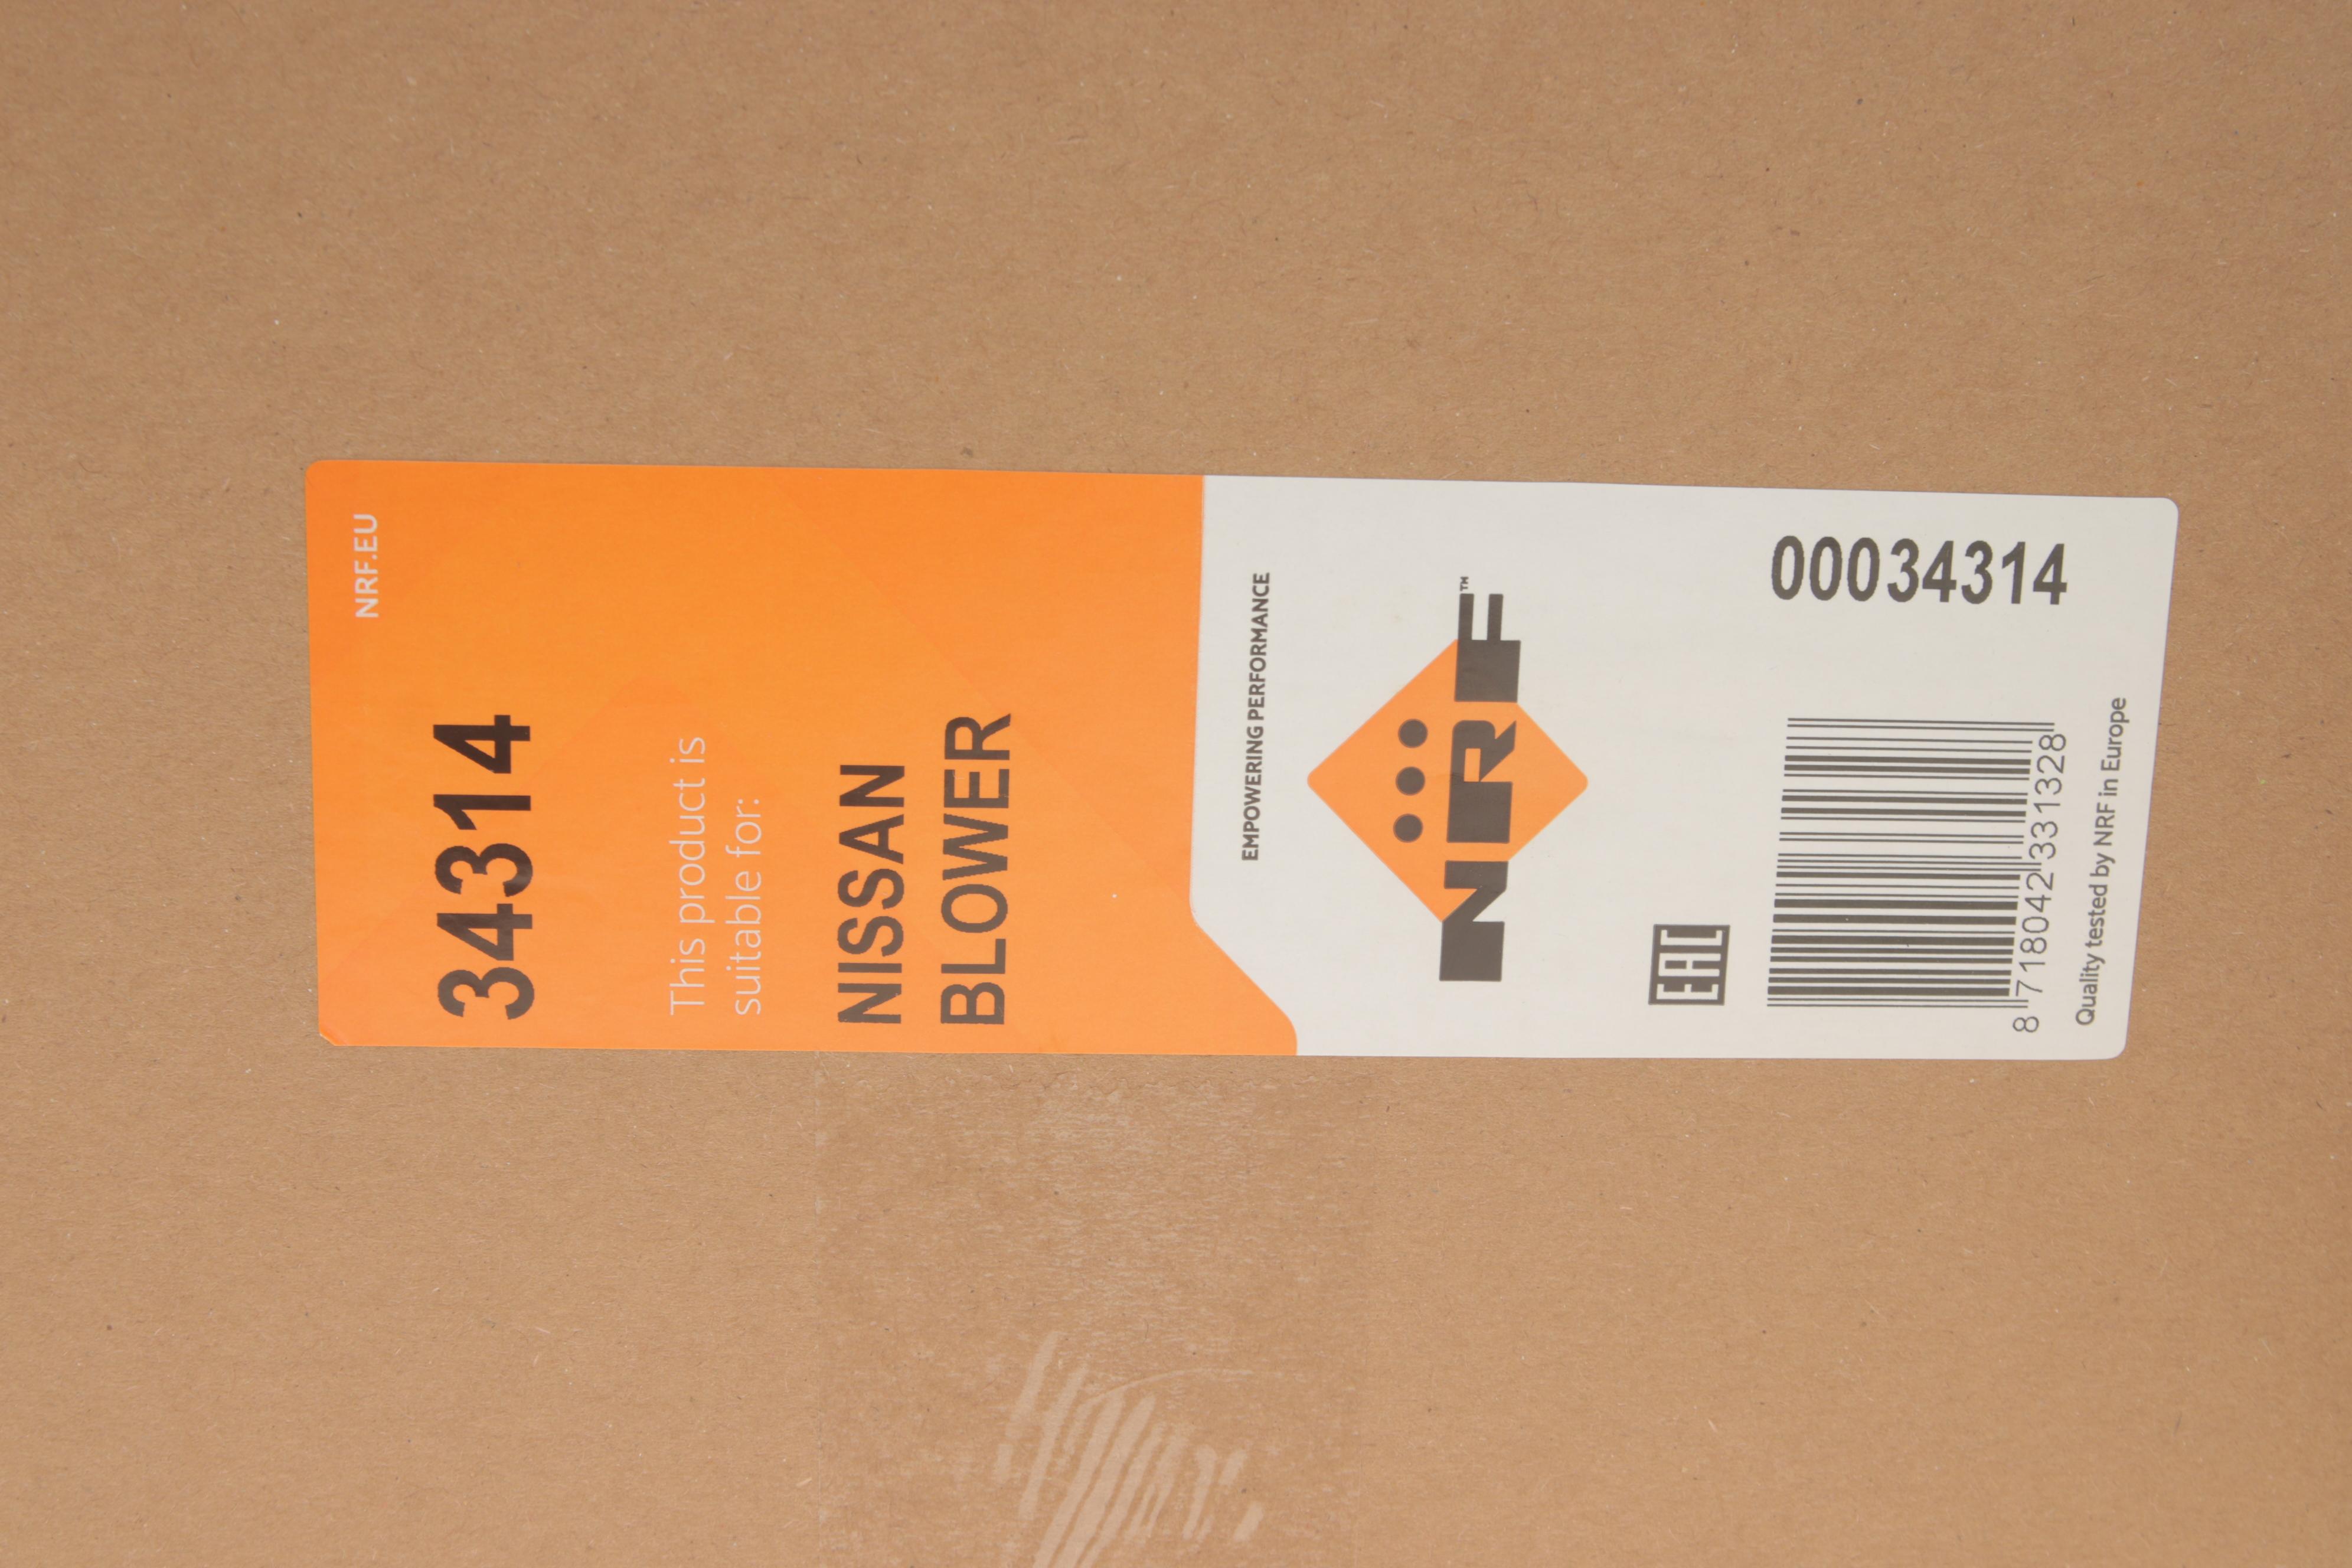 NRF.EU
34314
This product is
suitable for:
NISSAN
BLOWER
EMPOWERING PERFORMANCE
NRF™
EAC
00034314
8 718042 331328
Quality tested by NRF in Europe